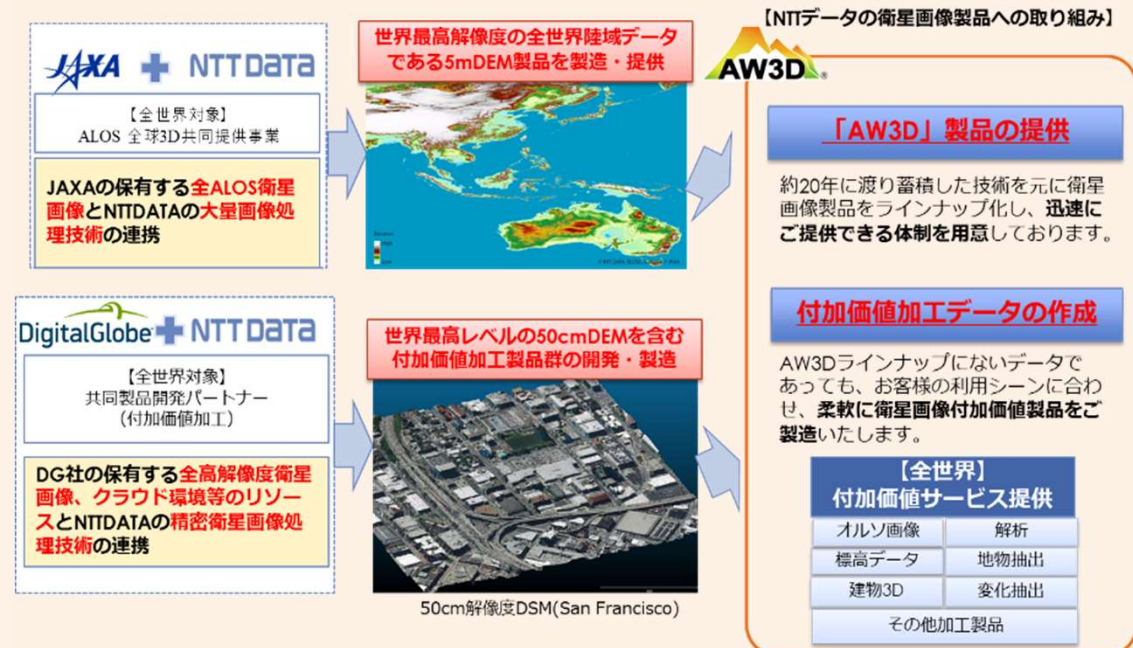 【NTTデータの衛星画像製品への取り組み】
JAXA
NTT DATA
【全世界対象】
ALOS 全球3D共同提供事業
JAXAの保有する全ALOS衛星
画像とNTTDATAの大量画像処
理技術の連携
世界最高解像度の全世界陸域データ
である5mDEM製品を製造・提供
DigitalGlobe
NTT DATA
【全世界対象】
共同製品開発パートナー
(付加価値加工)
DG社の保有する全高解像度衛星
画像、クラウド環境等のリソー
スとNTTDATAの精密衛星画像処
理技術の連携
世界最高レベルの50cmDEMを含む
付加価値加工製品群の開発・製造
50cm解像度DSM(San Francisco)
AW3D
「AW3D」製品の提供
約20年に渡り蓄積した技術を元に衛星
画像製品をラインナップ化し、迅速に
ご提供できる体制を用意しております。
付加価値加工データの作成
AW3Dラインナップにないデータで
あっても、お客様の利用シーンに合わ
せ、柔軟に衛星画像付加価値製品をご
製造いたします。
【全世界】
付加価値サービス提供
オルソ画像 解析
標高データ 地物抽出
建物3D 変化抽出
その他加工製品